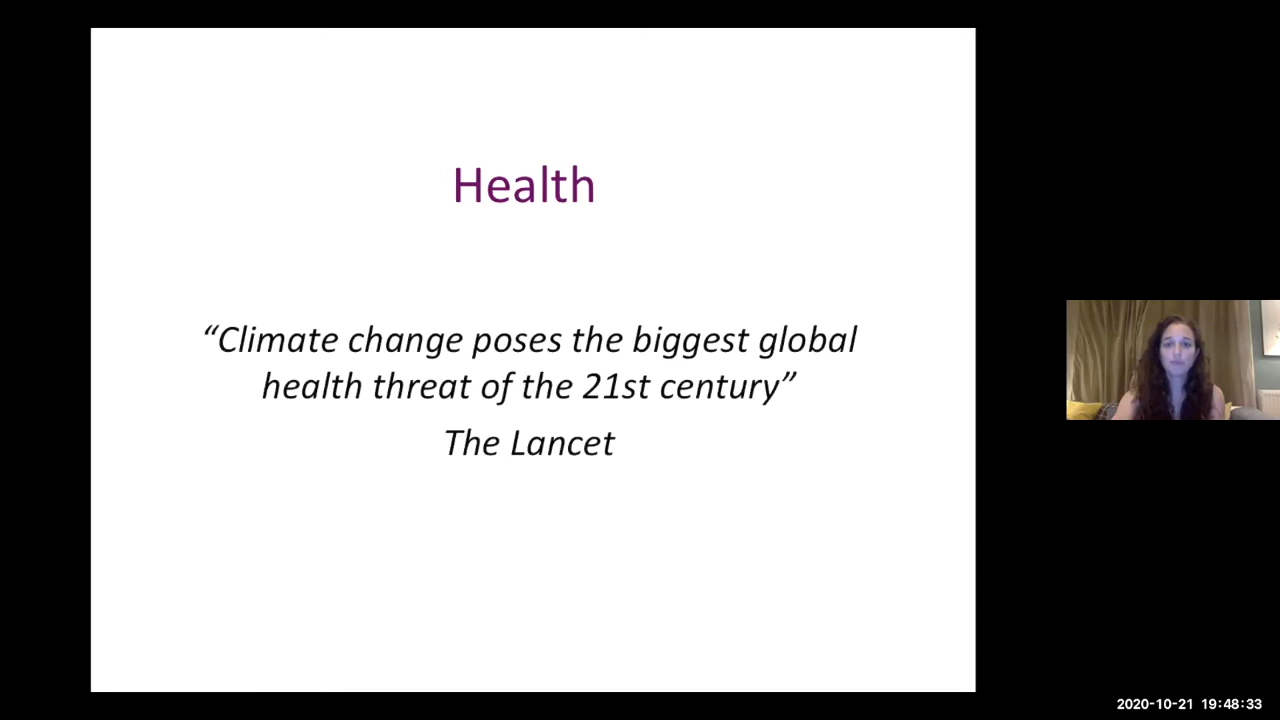 Health
“Climate change poses the biggest global
health threat of the 21st century”
The Lancet
2020-10-21 19:48:33